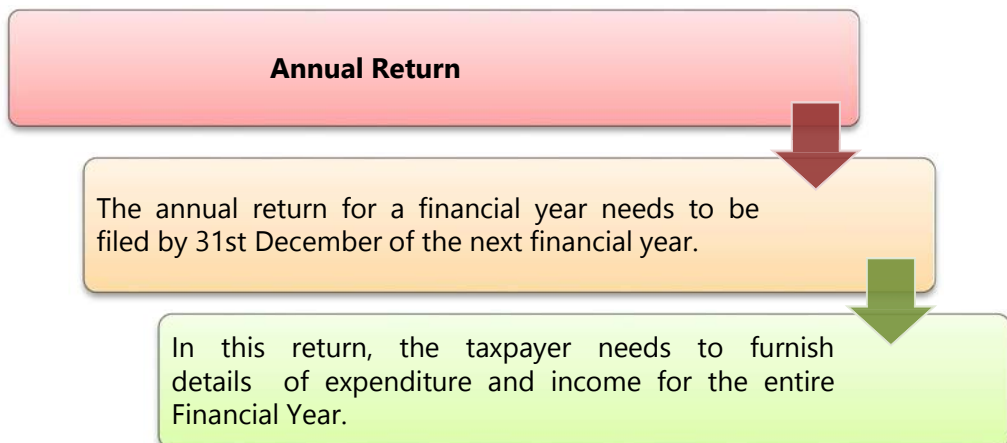 Annual Return
The annual return for a financial year needs to be
filed by 31st December of the next financial year.
In this return, the taxpayer needs to furnish
details of expenditure and income for the entire
Financial Year.